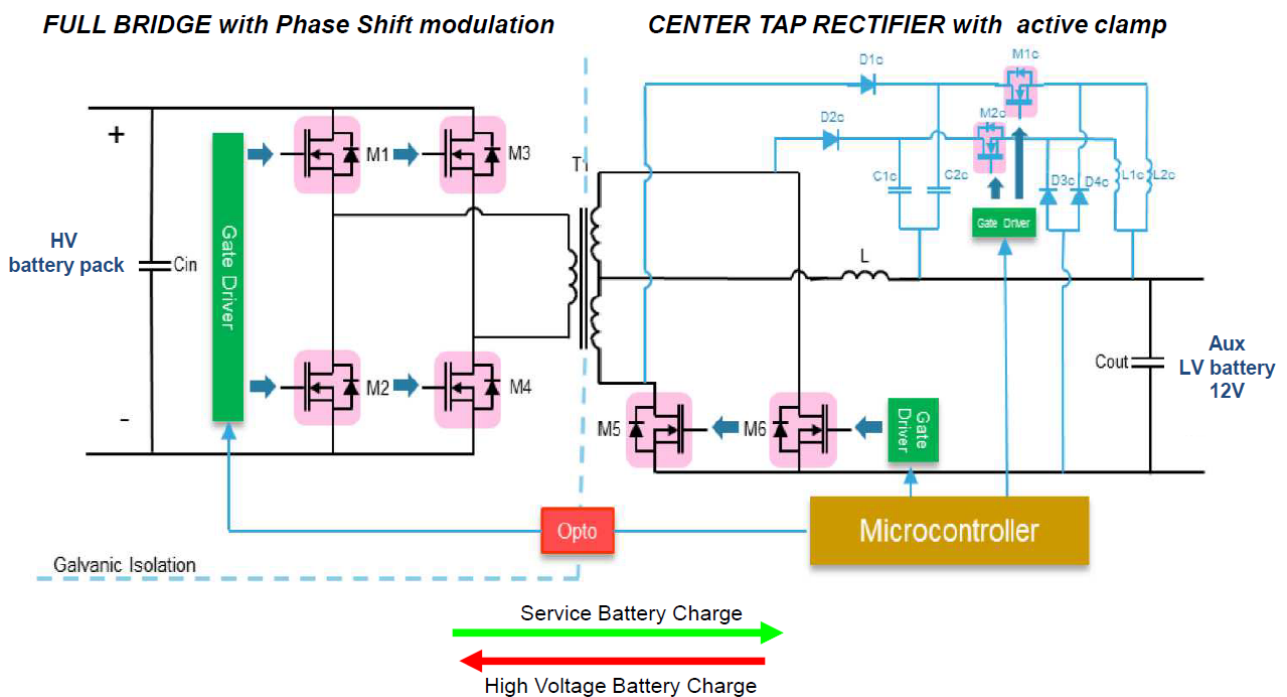 FULL BRIDGE with Phase Shift modulation
CENTER TAP RECTIFIER with active clamp
D1c
M1c
D2c
M2c
C1c
C2c
D3c
D4c
L1c
L2c
Gate Driver
+
-
HV
battery pack
Cin
Gate Driver
M1
M3
M2
M4
T1
L
Cout
Aux
LV battery
12V
M5
M6
Gate
Driver
Opto
Microcontroller
Galvanic Isolation
Service Battery Charge
High Voltage Battery Charge